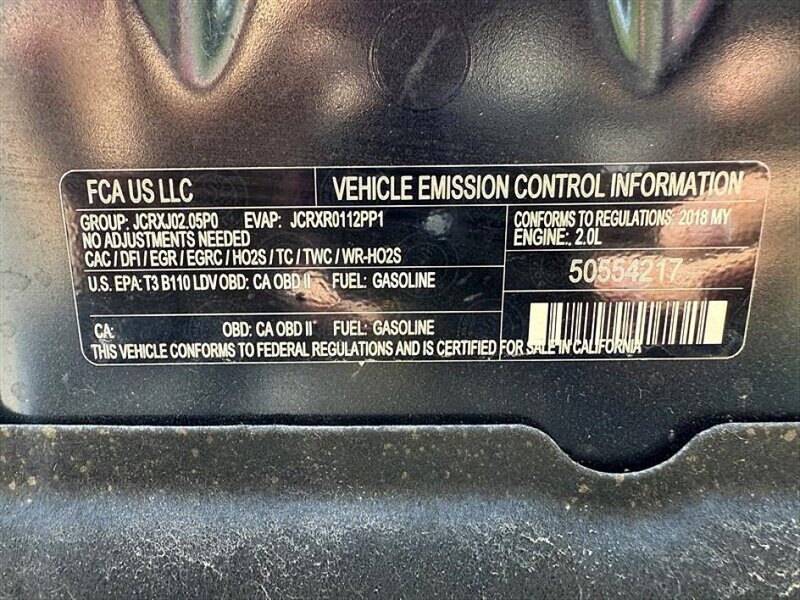 FCA US LLC
VEHICLE EMISSION CONTROL INFORMATION
GROUP: JCRXJ02.05P0 EVAP: JCRXR0112PP1
NO ADJUSTMENTS NEEDED
CAC / DFI / EGR / EGRC / HO2S / TC / TWC / WR-HO2S
CONFORMS TO REGULATIONS: 2018 MY
ENGINE: 2.0L
U.S. EPA: T3 B110 LDV OBD: CA OBD II FUEL: GASOLINE
50554217
CA: OBD: CA OBD II FUEL: GASOLINE
THIS VEHICLE CONFORMS TO FEDERAL REGULATIONS AND IS CERTIFIED FOR SALE IN CALIFORNIA